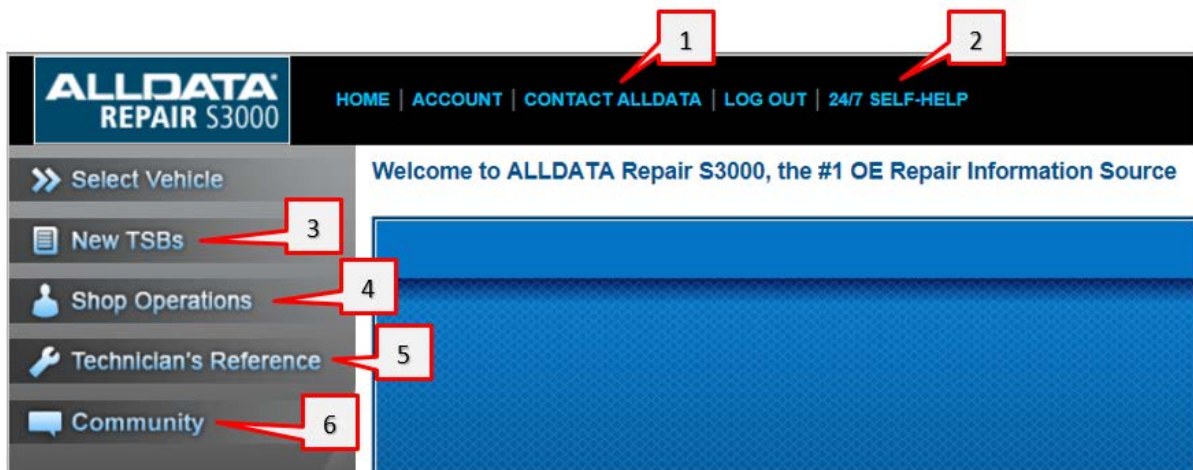 1
2
ALLDATA
REPAIR S3000
HOME | ACCOUNT | CONTACT ALLDATA | LOG OUT | 24/7 SELF-HELP
Select Vehicle
Welcome to ALLDATA Repair S3000, the #1 OE Repair Information Source
New TSBs
3
Shop Operations
4
Technician's Reference
5
Community
6